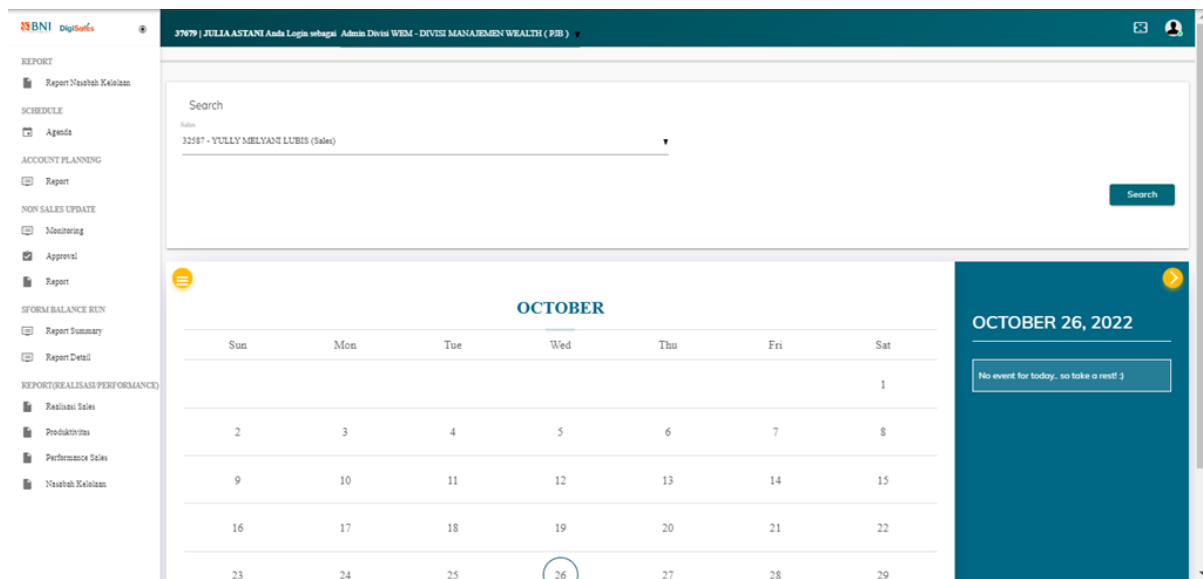 BNI DigiSales
37679 | JULIA ASTANI Anda Login sebagai Admin Divisi WEM - DIVISI MANAJEMEN WEALTH ( PJB )
REPORT
Report Nasabah Kelolaan
SCHEDULE
Agenda
ACCOUNT PLANNING
Report
NON SALES UPDATE
Monitoring
Approval
Report
SFORM BALANCE RUN
Report Summary
Report Detail
REPORT(REALISASI/PERFORMANCE)
Realisasi Sales
Produktivitas
Performance Sales
Nasabah Kelolaan
Search
Sales
32587 - YULLY MELYANI LUBIS (Sales)
Search
OCTOBER
Sun Mon Tue Wed Thu Fri Sat
1
2 3 4 5 6 7 8
9 10 11 12 13 14 15
16 17 18 19 20 21 22
23 24 25 26 27 28 29
OCTOBER 26, 2022
No event for today.. so take a rest! :)